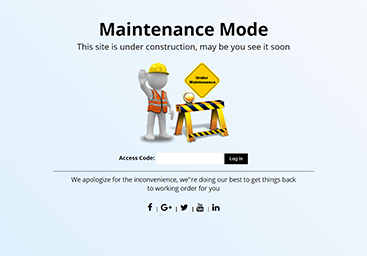 Maintenance Mode
This site is under construction, may be you see it soon
Under
Maintenance
Access Code:
Log In
We apologize for the inconvenience, we"re doing our best to get things back
to working order for you
f | G+ | | You Tube | in